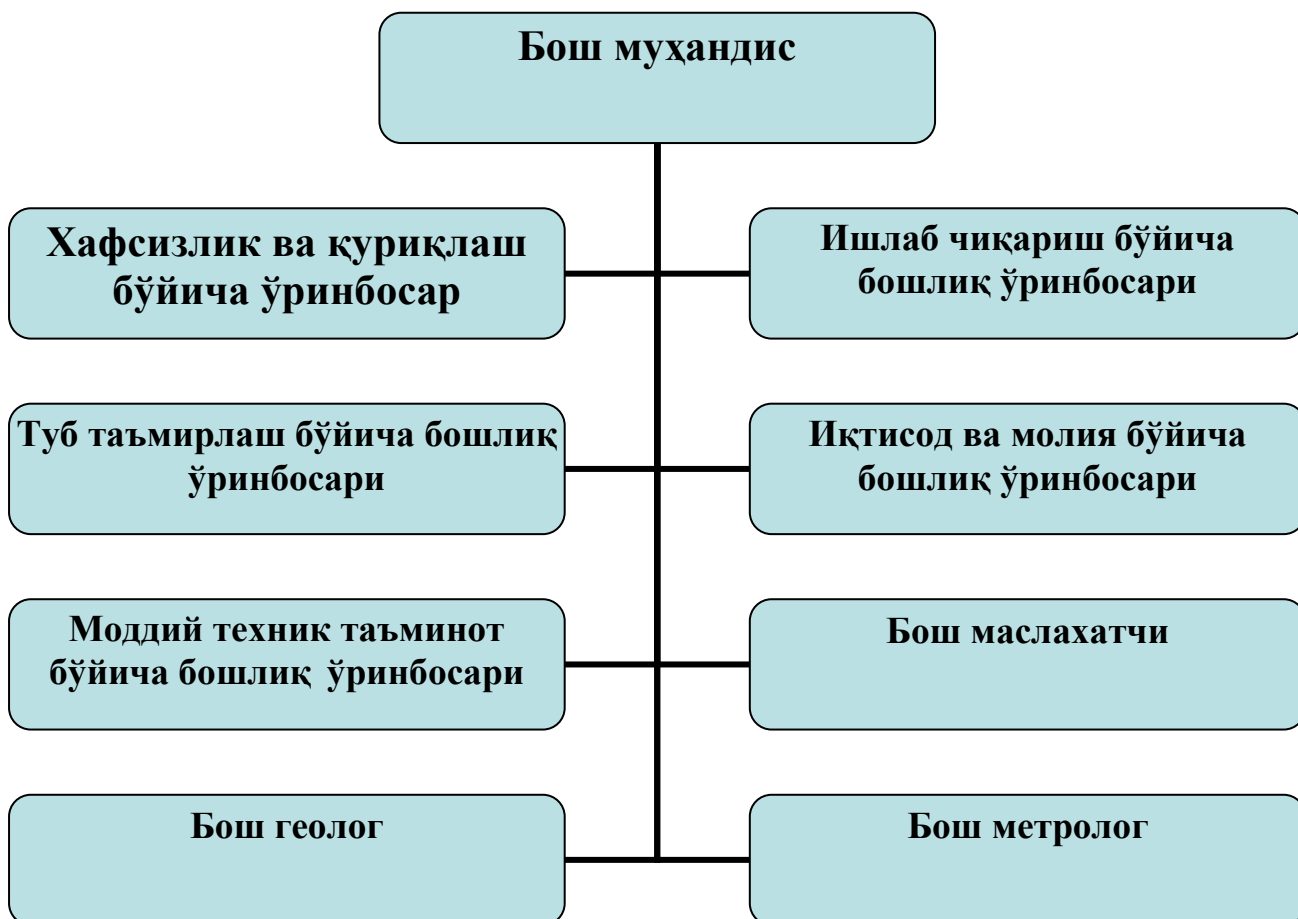 Бош муҳандис
Хафсизлик ва қуриқлаш
бўйича ўринбосар
Ишлаб чиқариш бўйича
бошлиқ ўринбосари
Туб таъмирлаш бўйича бошлиқ
ўринбосари
Иқтисод ва молия бўйича
бошлиқ ўринбосари
Моддий техник таъминот
бўйича бошлиқ ўринбосари
Бош маслахатчи
Бош геолог
Бош метролог